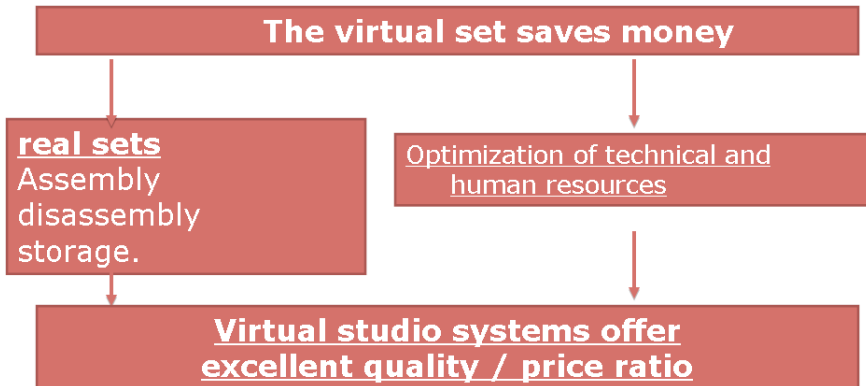 The virtual set saves money
real sets
Assembly
disassembly
storage.
Optimization of technical and
human resources
Virtual studio systems offer
excellent quality / price ratio